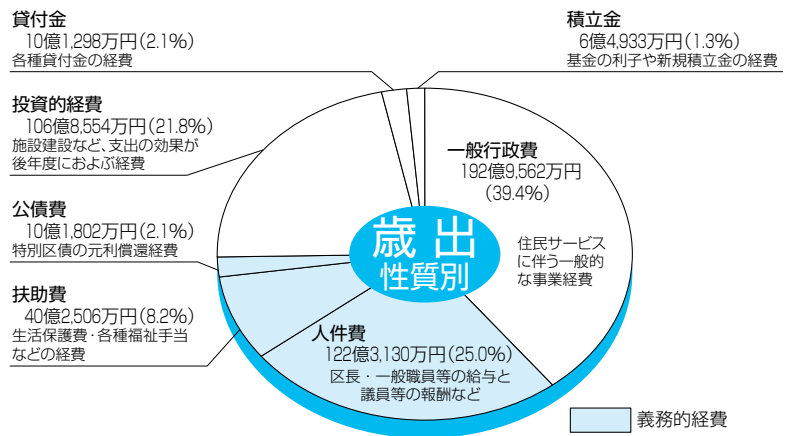 貸付金
10億1,298万円(2.1%)
各種貸付金の経費
積立金
6億4,933万円(1.3%)
基金の利子や新規積立金の経費
投資的経費
106億8,554万円(21.8%)
施設建設など、支出の効果が
後年度におよぶ経費
一般行政費
192億9,562万円
(39.4%)
住民サービス
に伴う一般的
な事業経費
公債費
10億1,802万円(2.1%)
特別区債の元利償還経費
歳出
性質別
扶助費
40億2,506万円(8.2%)
生活保護費・各種福祉手当
などの経費
人件費
122億3,130万円(25.0%)
区長・一般職員等の給与と
議員等の報酬など
義務的経費